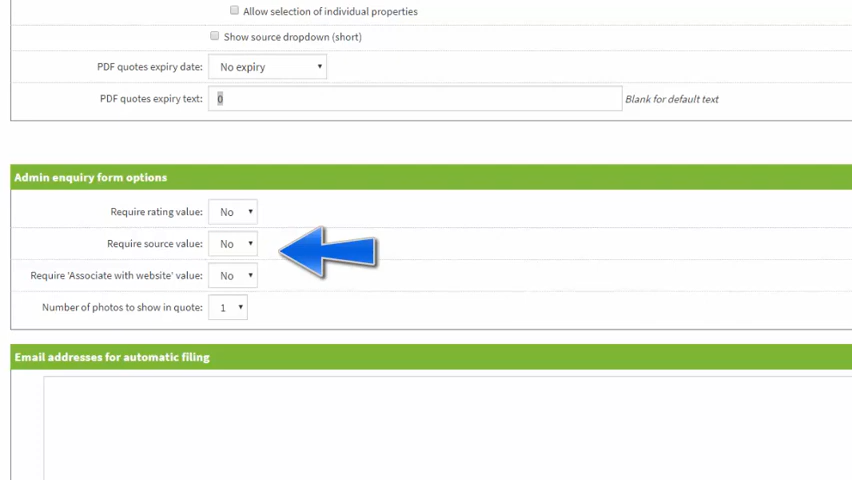 Allow selection of individual properties
Show source dropdown (short)
PDF quotes expiry date: No expiry
PDF quotes expiry text: 0 Blank for default text
Admin enquiry form options
Require rating value: No
Require source value: No
Require 'Associate with website' value: No
Number of photos to show in quote: 1
Email addresses for automatic filing